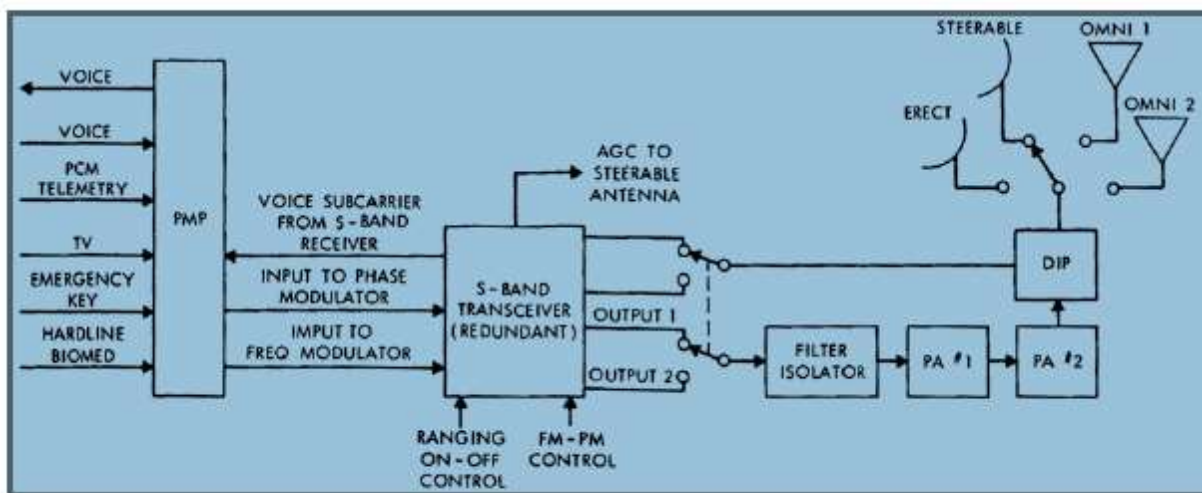 STEERABLE
OMNI 1
OMNI 2
ERECT
VOICE
VOICE
PCM
TELEMETRY
TV
EMERGENCY
KEY
HARDLINE
BIOMED
PMP
VOICE SUBCARRIER
FROM S-BAND
RECEIVER
INPUT TO PHASE
MODULATOR
IMPUT TO
FREQ MODULATOR
AGC TO
STEERABLE
ANTENNA
S-BAND
TRANSCEIVER
(REDUNDANT)
OUTPUT 1
OUTPUT 2
RANGING
ON-OFF
CONTROL
FM-PM
CONTROL
FILTER
ISOLATOR
PA #1
PA #2
DIP